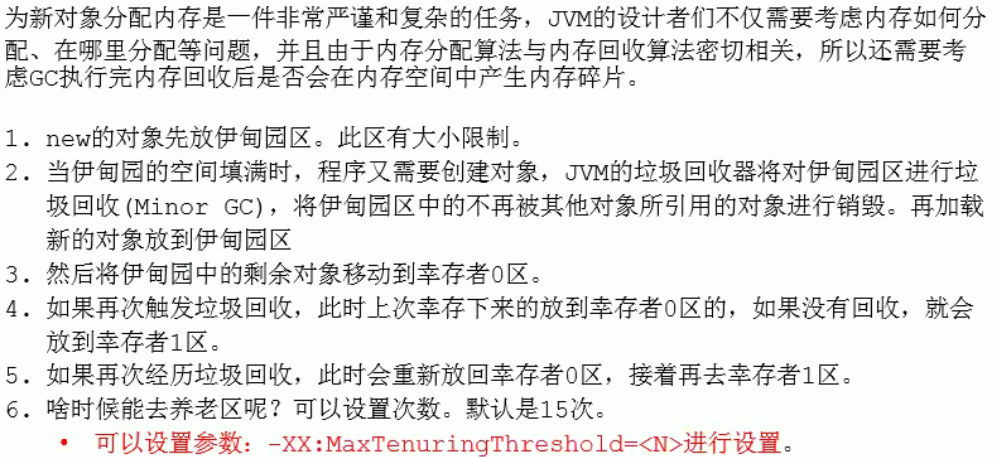 为新对象分配内存是一件非常严谨和复杂的任务，JVM的设计者们不仅需要考虑内存如何分
配、在哪里分配等问题，并且由于内存分配算法与内存回收算法密切相关，所以还需要考
虑GC执行完内存回收后是否会在内存空间中产生内存碎片。
1. new的对象先放伊甸园区。此区有大小限制。
2. 当伊甸园的空间填满时，程序又需要创建对象，JVM的垃圾回收器将对伊甸园区进行垃
圾回收(Minor GC)，将伊甸园区中的不再被其他对象所引用的对象进行销毁。再加载
新的对象放到伊甸园区
3. 然后将伊甸园中的剩余对象移动到幸存者0区。
4. 如果再次触发垃圾回收，此时上次幸存下来的放到幸存者0区的，如果没有回收，就会
放到幸存者1区。
5. 如果再次经历垃圾回收，此时会重新放回幸存者0区，接着再去幸存者1区。
6. 啥时候能去养老区呢？可以设置次数。默认是15次。
• 可以设置参数：-XX:MaxTenuringThreshold=<N>进行设置。